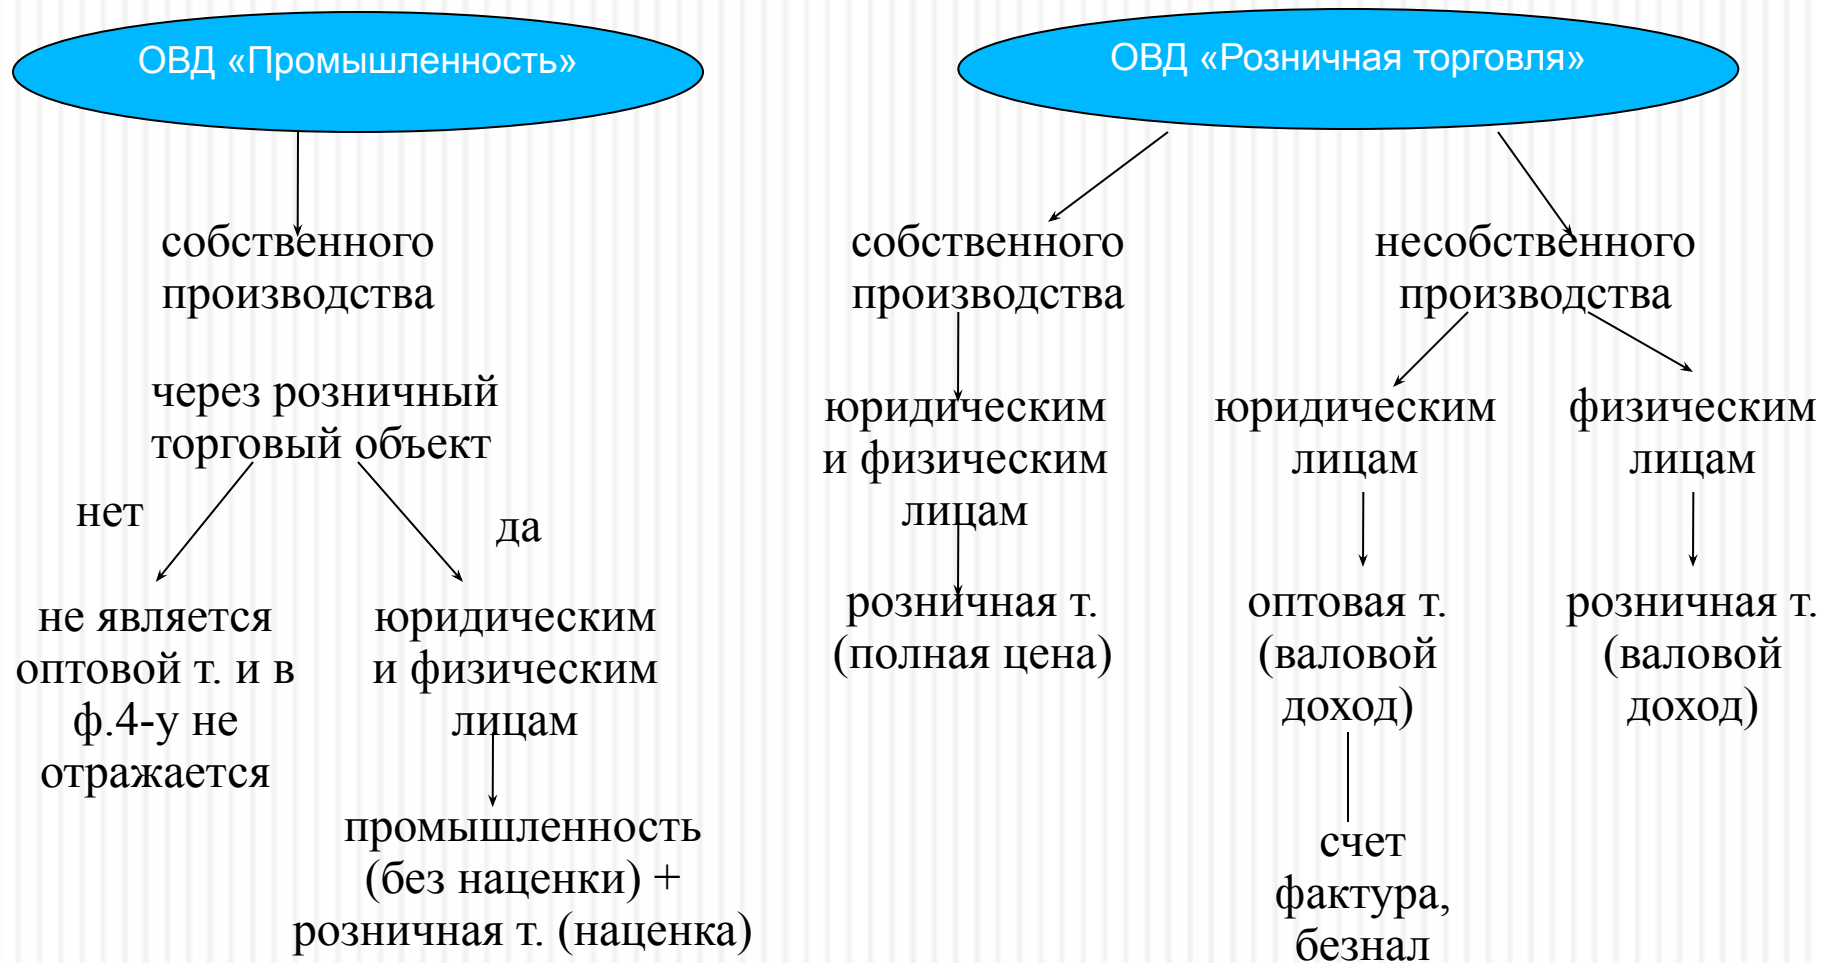 ОВД «Промышленность»
собственного
производства
через розничный
торговый объект
нет
да
не является
оптовой т. и в
ф.4-у не
отражается
юридическим
и физическим
лицам
промышленность
(без наценки) +
розничная т. (наценка)
ОВД «Розничная торговля»
собственного
производства
юридическим
и физическим
лицам
розничная т.
(полная цена)
несобственного
производства
юридическим
лицам
оптовая т.
(валовой
доход)
счет
фактура,
безнал
физическим
лицам
розничная т.
(валовой
доход)